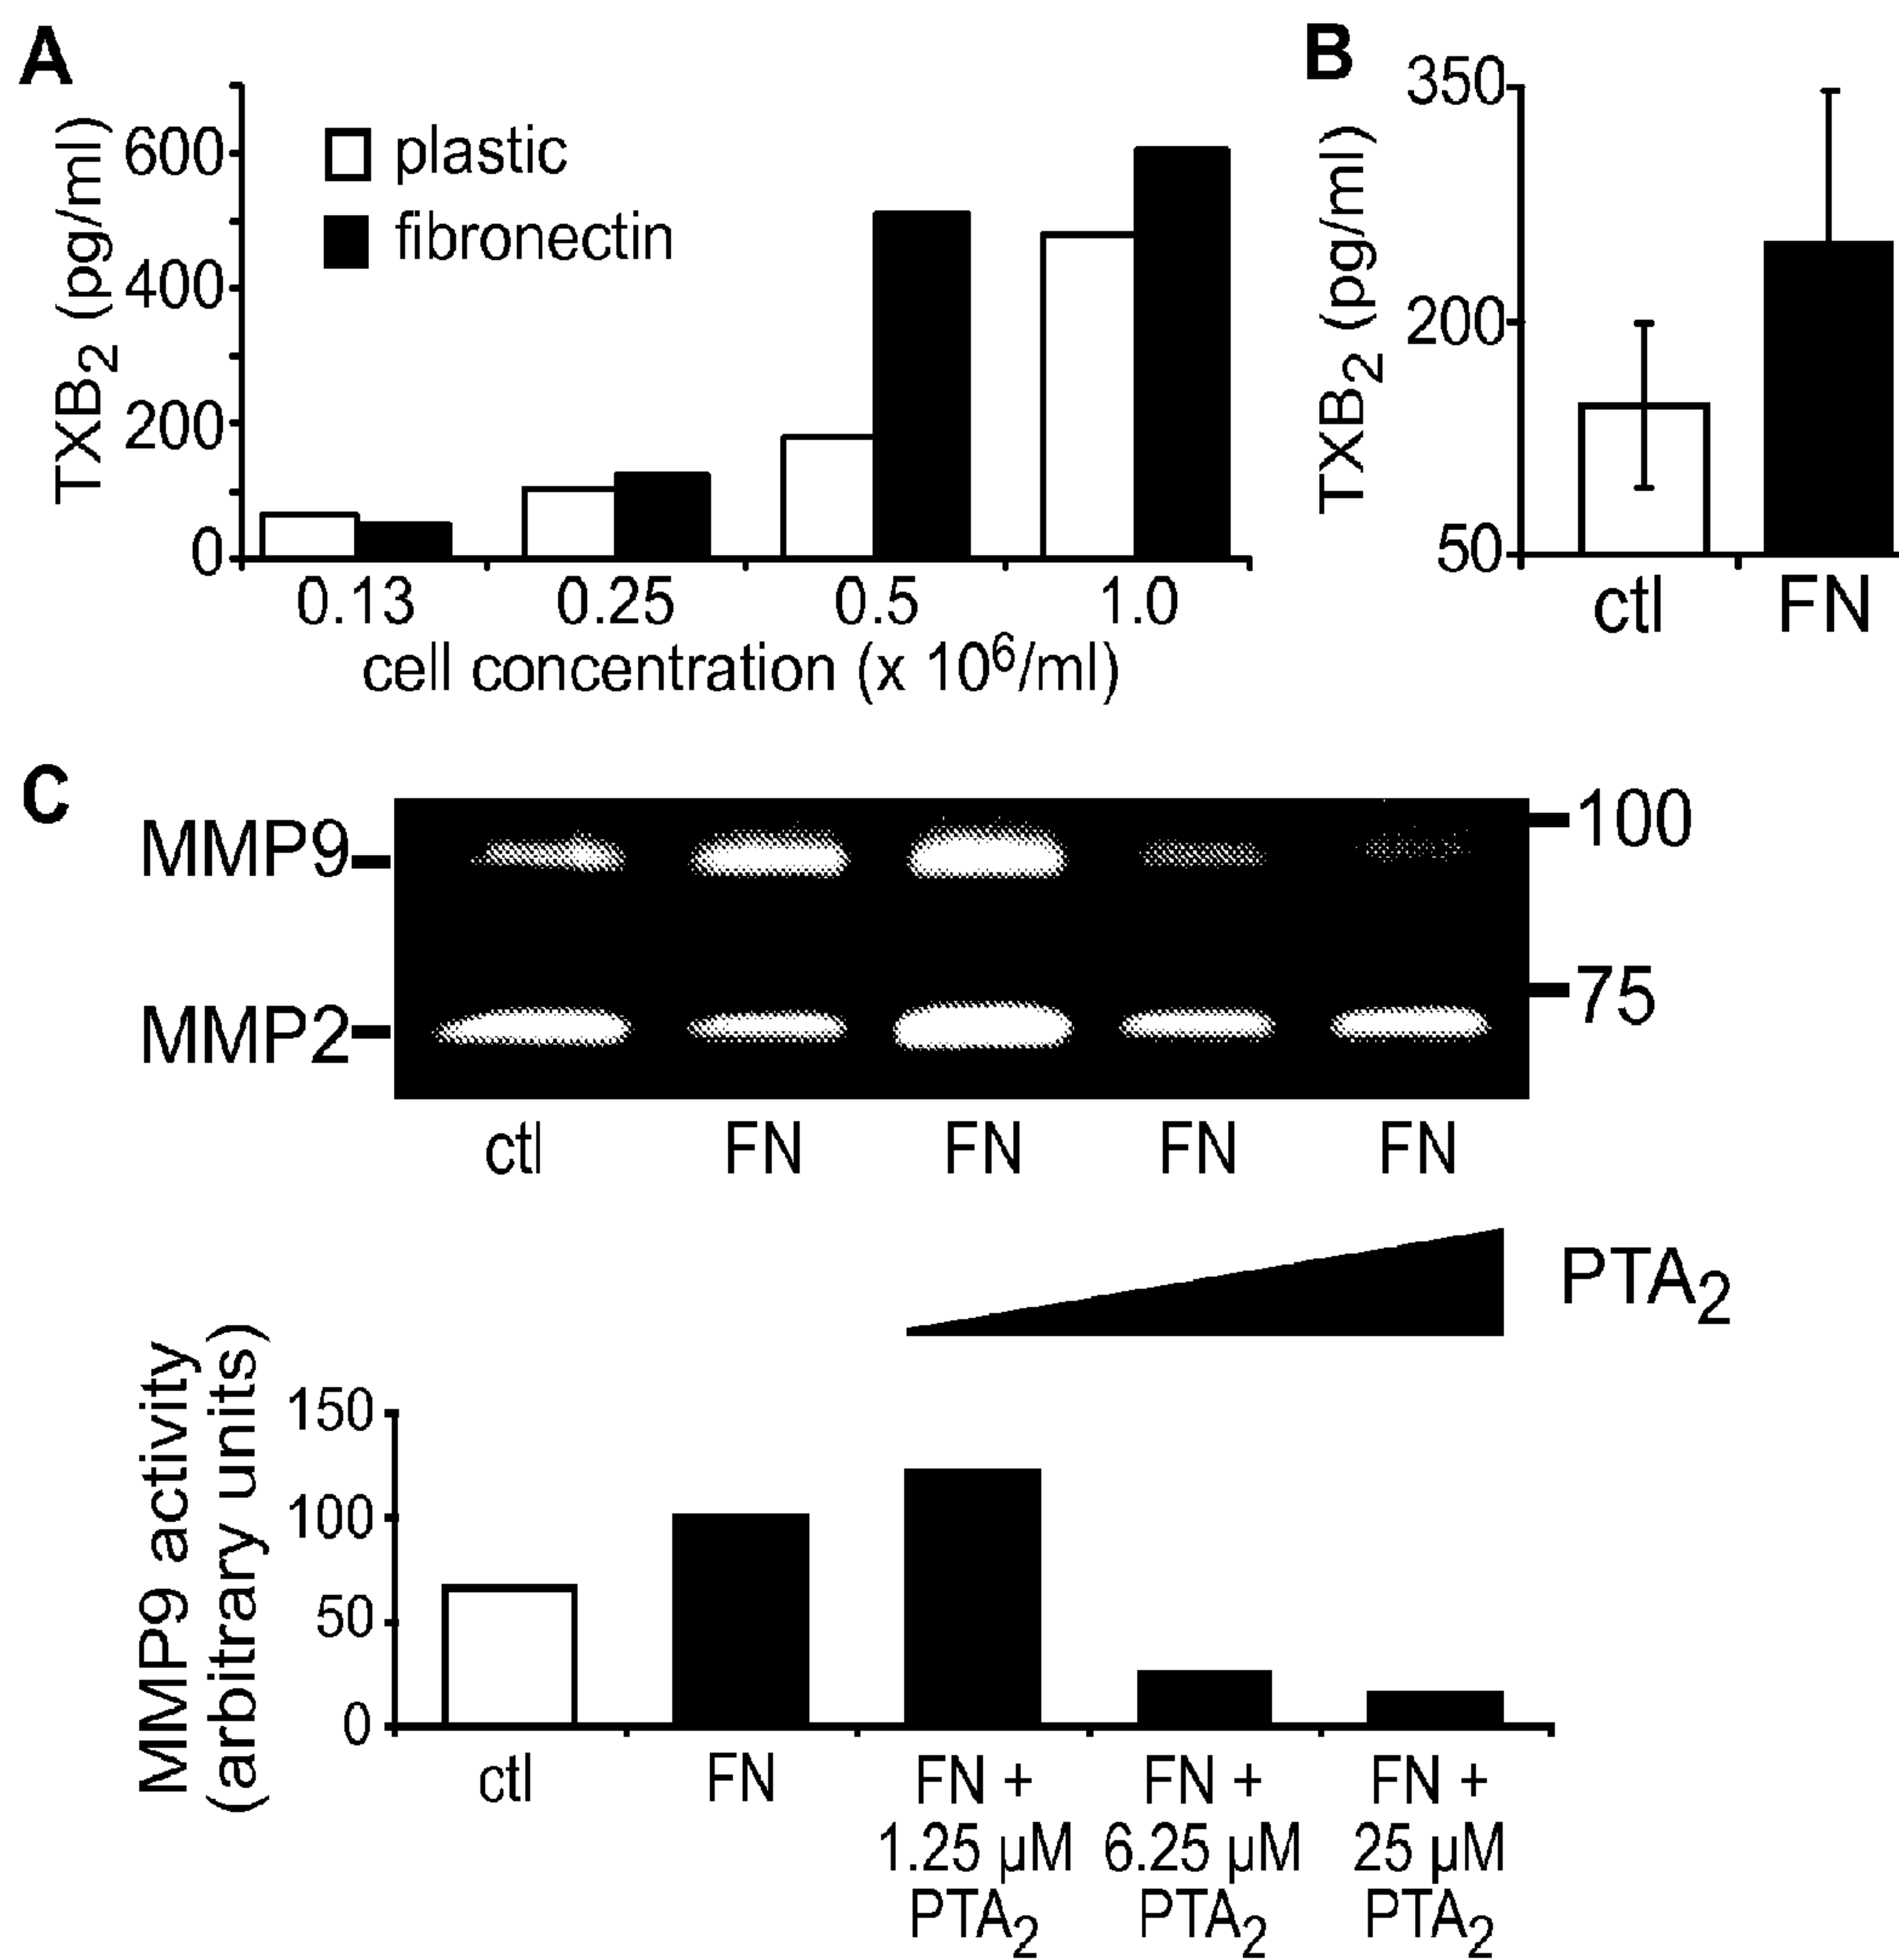 A
TXB2 (pg/ml)
600
400
200
0
plastic
fibronectin
0.13 0.25 0.5 1.0
cell concentration (x 10⁶/ml)
B
TXB2 (pg/ml)
350
200
50
ctl FN
C
MMP9
MMP2
100
75
ctl FN FN FN FN
PTA2
MMP9 activity
(arbitrary units)
150
100
50
0
ctl FN FN + FN + FN +
1.25 µM 6.25 µM 25 µM
PTA2 PTA2 PTA2